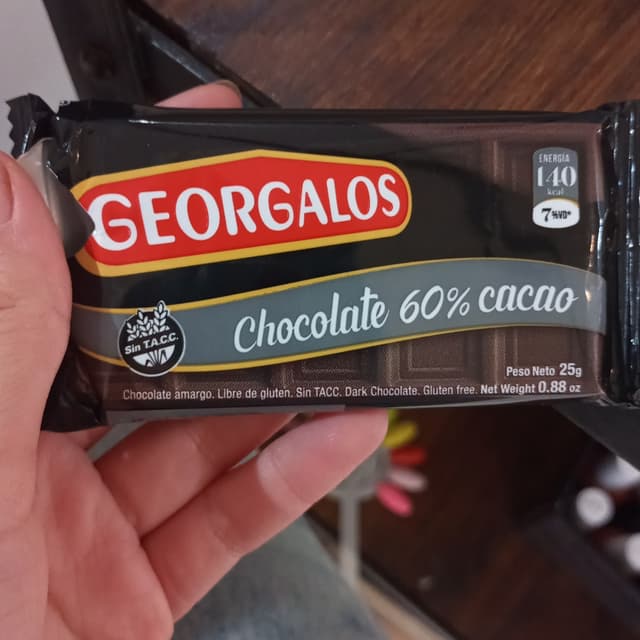 GEORGALOS
ENERGÍA
140
kcal
7%VD*
Chocolate 60% cacao
Sin T.A.C.C.
Peso Neto 25g
Chocolate amargo. Libre de gluten. Sin TACC. Dark Chocolate. Gluten free. Net Weight 0.88 oz